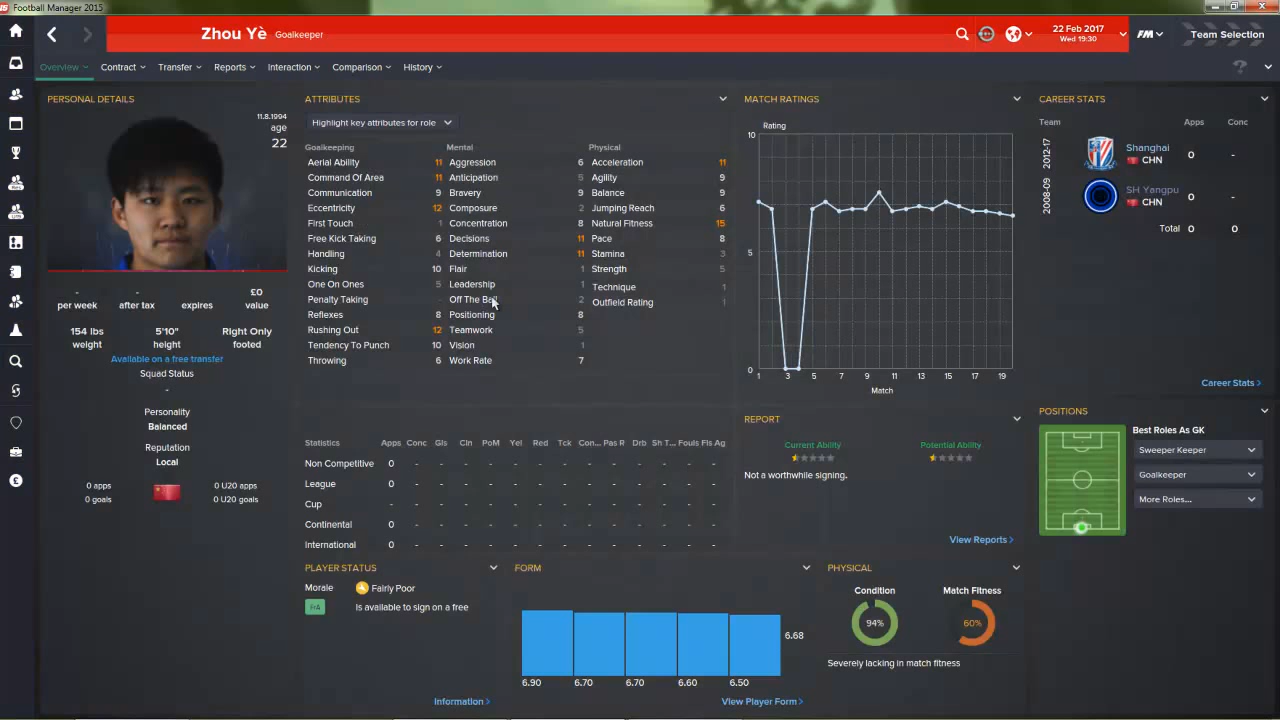 Football Manager 2015
Zhou Yè Goalkeeper
22 Feb 2017
Wed 19:30
FM
Team Selection
Overview Contract Transfer Reports Interaction Comparison History
PERSONAL DETAILS
11.8.1994
age
22
- - £0
per week after tax expires value
154 lbs 5'10" Right Only
weight height footed
Available on a free transfer
Squad Status
-
Personality
Balanced
Reputation
Local
0 apps 0 U20 apps
0 goals 0 U20 goals
ATTRIBUTES
Highlight key attributes for role
Goalkeeping Mental Physical
Aerial Ability 11 Aggression 6 Acceleration 11
Command Of Area 11 Anticipation 5 Agility 9
Communication 9 Bravery 9 Balance 9
Eccentricity 12 Composure 2 Jumping Reach 6
First Touch 1 Concentration 8 Natural Fitness 15
Free Kick Taking 6 Decisions 11 Pace 8
Handling 4 Determination 11 Stamina 3
Kicking 10 Flair 1 Strength 5
One On Ones 5 Leadership 1 Technique 1
Penalty Taking - Off The Ball 2 Outfield Rating 1
Reflexes 8 Positioning 8
Rushing Out 12 Teamwork 5
Tendency To Punch 10 Vision 1
Throwing 6 Work Rate 7
Statistics Apps Conc Gls Cln PoM Yel Red Tck Con... Pas R Drb Sh T... Fouls Fls Ag
Non Competitive 0 - - - - - - - - - - - - -
League 0 - - - - - - - - - - - - -
Cup - - - - - - - - - - - - - -
Continental 0 - - - - - - - - - - - - -
International 0 - - - - - - - - - - - - -
MATCH RATINGS
Rating
10
5
0
1 3 5 7 9 11 13 15 17 19
Match
CAREER STATS
Team Apps Conc
2012-17 Shanghai CHN 0 -
2008-09 SH Yangpu CHN 0 -
Total 0 0
Career Stats >
REPORT
Current Ability Potential Ability
Not a worthwhile signing.
View Reports >
POSITIONS
Best Roles As GK
Sweeper Keeper
Goalkeeper
More Roles...
PLAYER STATUS
Morale Fairly Poor
FrA Is available to sign on a free
Information >
FORM
6.68
6.90 6.70 6.70 6.60 6.50
View Player Form >
PHYSICAL
Condition Match Fitness
94% 60%
Severely lacking in match fitness